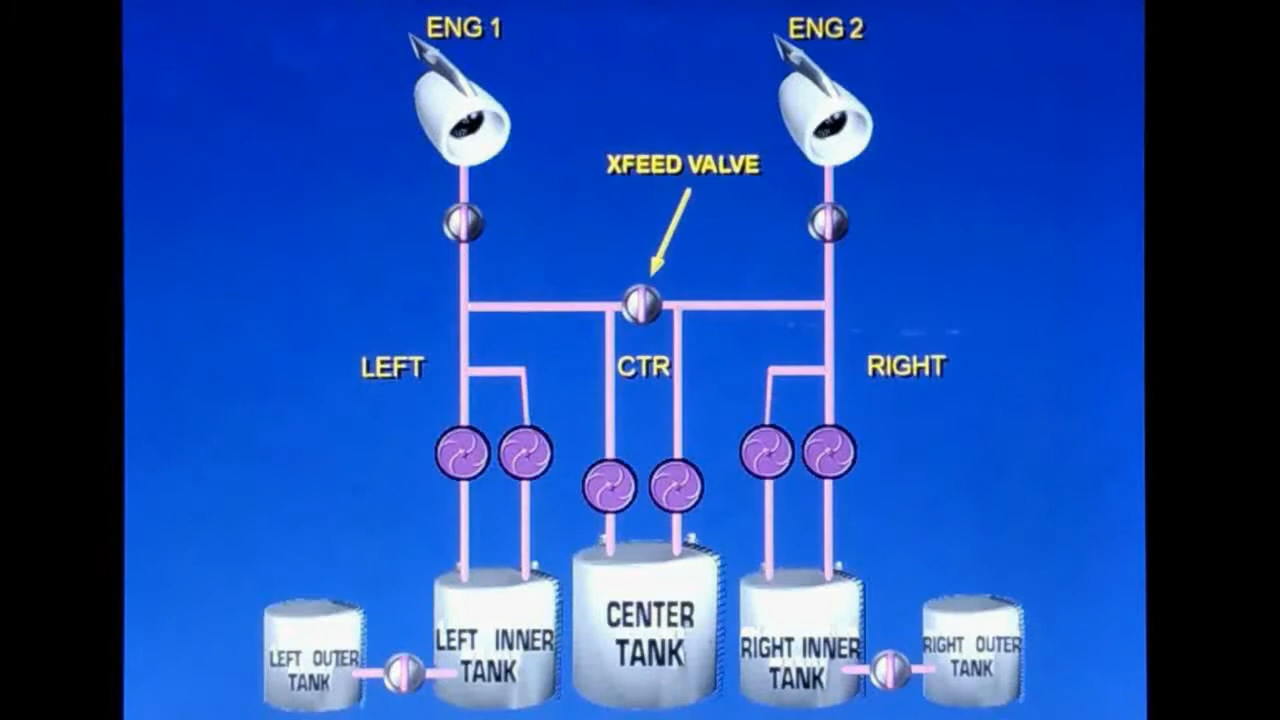 ENG 1
ENG 2
XFEED VALVE
LEFT
CTR
RIGHT
LEFT OUTER
TANK
LEFT INNER
TANK
CENTER
TANK
RIGHT INNER
TANK
RIGHT OUTER
TANK